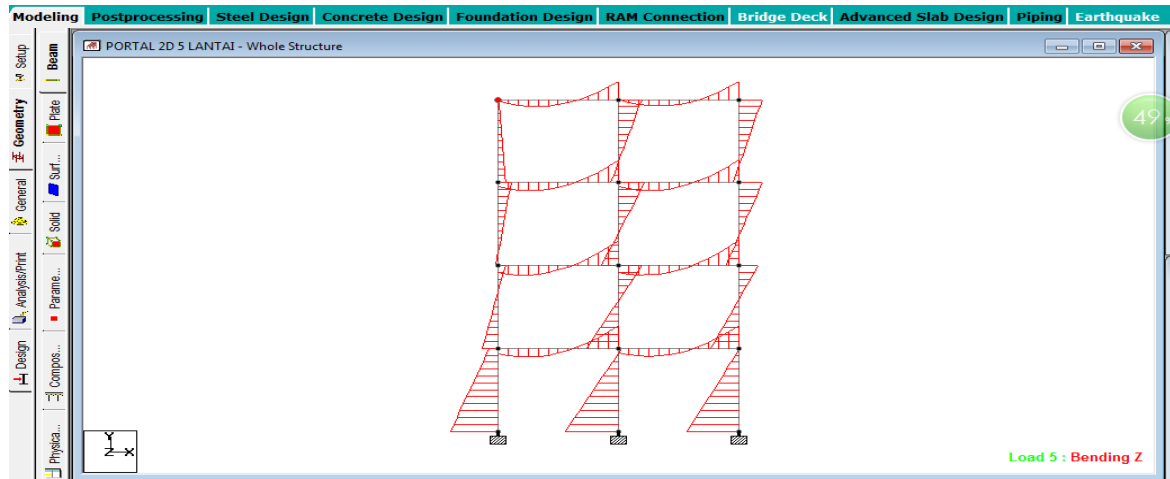 Modeling Postprocessing Steel Design Concrete Design Foundation Design RAM Connection Bridge Deck Advanced Slab Design Piping Earthquake
PORTAL 2D 5 LANTAI - Whole Structure
Setup
Geometry
General
Analysis/Print
Design
Beam
Plate
Surf...
Solid
Parame...
Compos...
Physica...
49%
Y
Z X
Load 5 : Bending Z